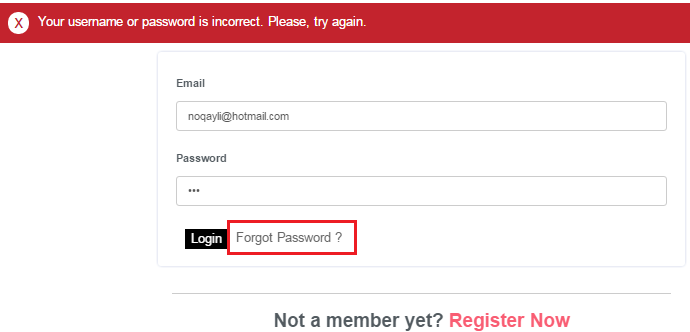 X Your username or password is incorrect. Please, try again.
Email
noqayli@hotmail.com
Password
•••
Login Forgot Password ?
Not a member yet? Register Now